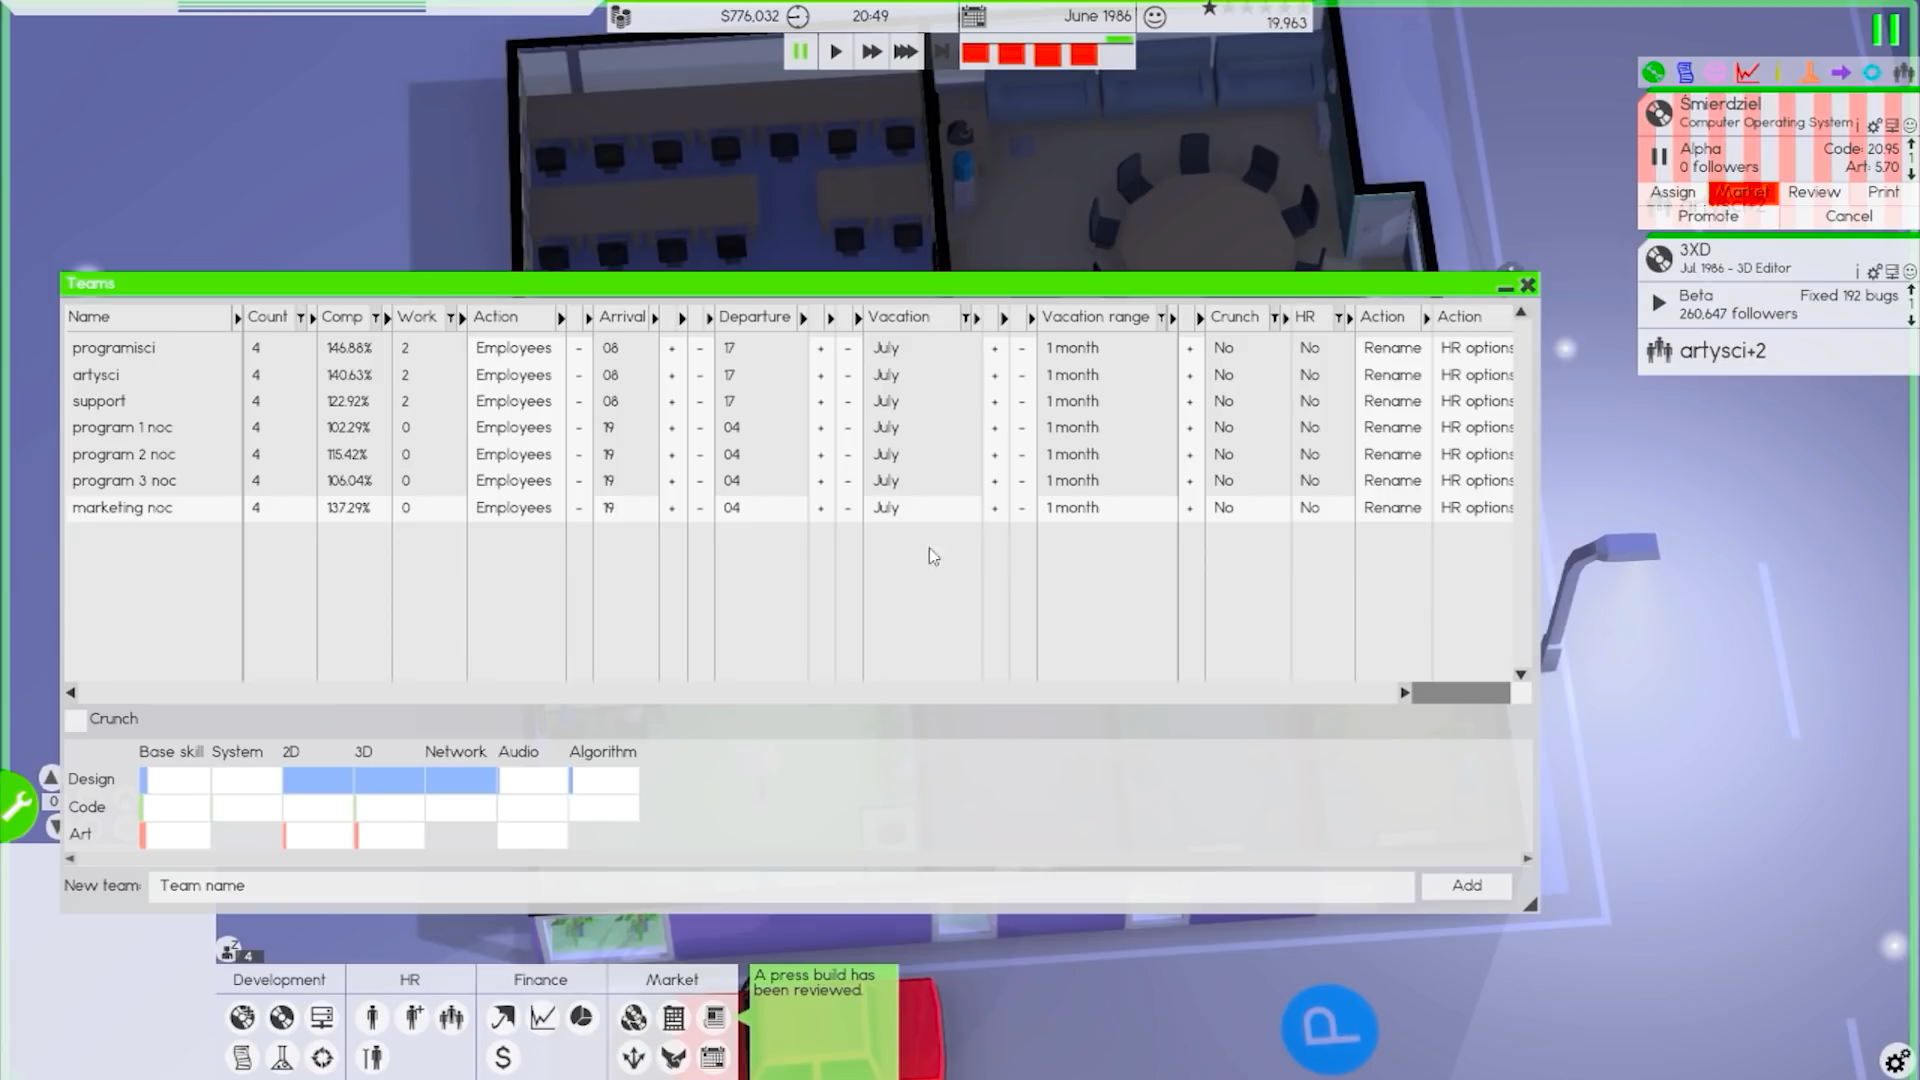 $776,032 20:49 June 1986 19,963
Śmierdziel
Computer Operating System
Alpha Code: 20.95
0 followers Art: 5.70
Assign Market Review Print
Promote Cancel
3XD
Jul 1986 - 3D Editor
Beta Fixed 192 bugs
260,647 followers
artysci+2
Teams
Name Count Comp Work Action Arrival Departure Vacation Vacation range Crunch HR Action Action
programisci 4 146.88% 2 Employees - 08 + - 17 + - July + - 1 month + No No Rename HR options
artysci 4 140.63% 2 Employees - 08 + - 17 + - July + - 1 month + No No Rename HR options
support 4 122.92% 2 Employees - 08 + - 17 + - July + - 1 month + No No Rename HR options
program 1 noc 4 102.29% 0 Employees - 19 + - 04 + - July + - 1 month + No No Rename HR options
program 2 noc 4 115.42% 0 Employees - 19 + - 04 + - July + - 1 month + No No Rename HR options
program 3 noc 4 106.04% 0 Employees - 19 + - 04 + - July + - 1 month + No No Rename HR options
marketing noc 4 137.29% 0 Employees - 19 + - 04 + - July + - 1 month + No No Rename HR options
Crunch
Base skill System 2D 3D Network Audio Algorithm
Design
Code
Art
New team: Team name Add
0
Z
4
Development HR Finance Market
A press build has
been reviewed.
P